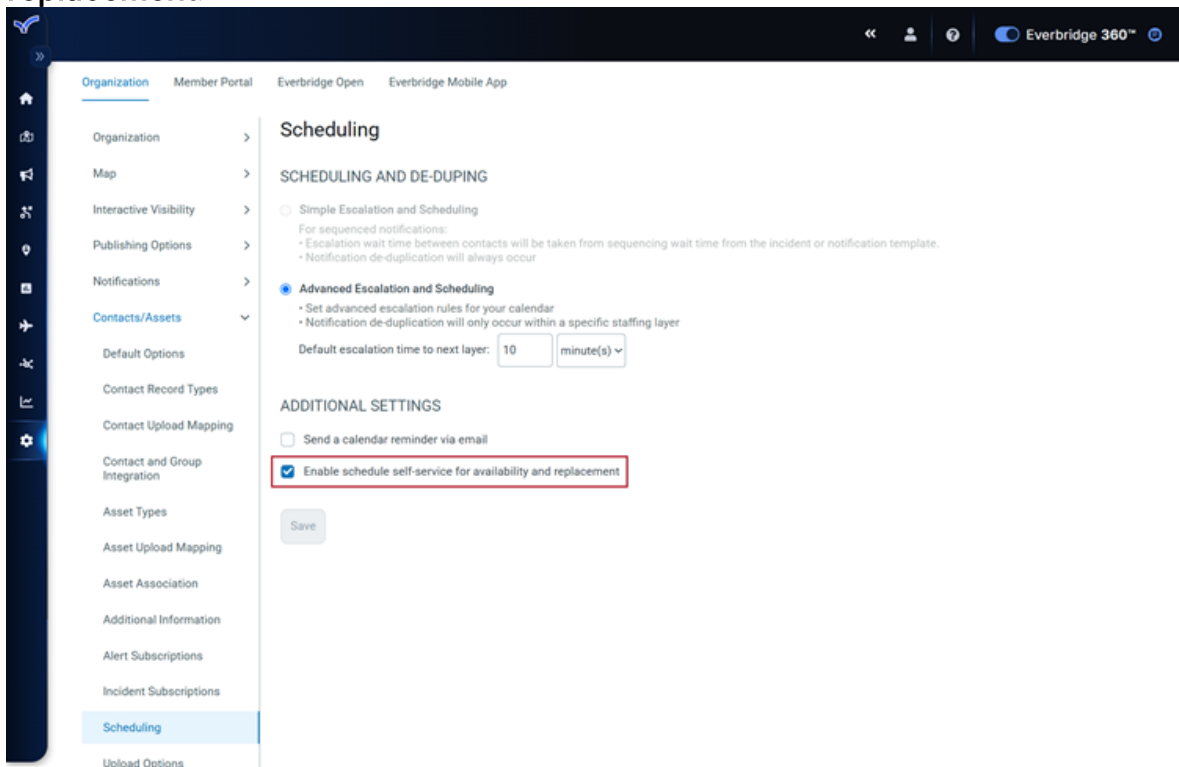 Everbridge 360™
Organization Member Portal Everbridge Open Everbridge Mobile App
Organization
Map
Interactive Visibility
Publishing Options
Notifications
Contacts/Assets
Default Options
Contact Record Types
Contact Upload Mapping
Contact and Group
Integration
Asset Types
Asset Upload Mapping
Asset Association
Additional Information
Alert Subscriptions
Incident Subscriptions
Scheduling
Upload Options
Scheduling
SCHEDULING AND DE-DUPING
Simple Escalation and Scheduling
For sequenced notifications:
• Escalation wait time between contacts will be taken from sequencing wait time from the incident or notification template.
• Notification de-duplication will always occur
Advanced Escalation and Scheduling
• Set advanced escalation rules for your calendar
• Notification de-duplication will only occur within a specific staffing layer
Default escalation time to next layer: 10 minute(s)
ADDITIONAL SETTINGS
Send a calendar reminder via email
Enable schedule self-service for availability and replacement
Save